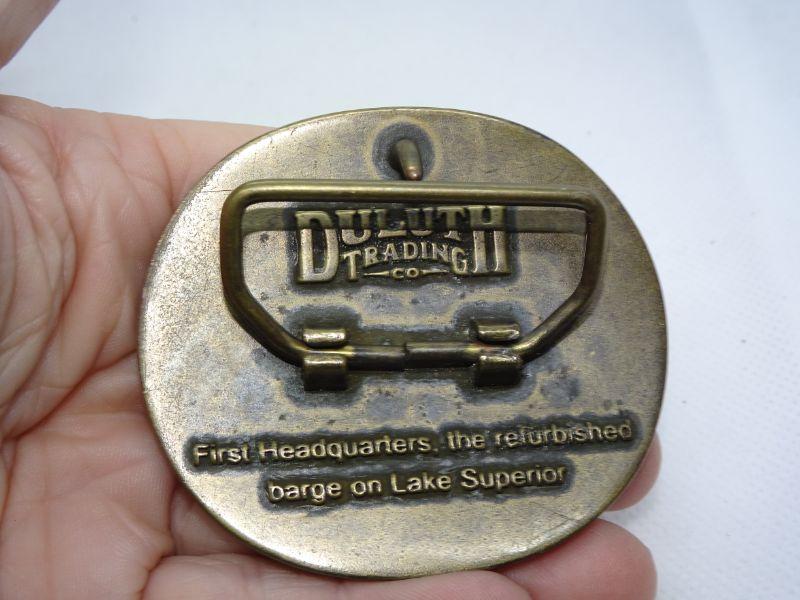 DULUTH
TRADING
CO
First Headquarters, the refurbished
barge on Lake Superior